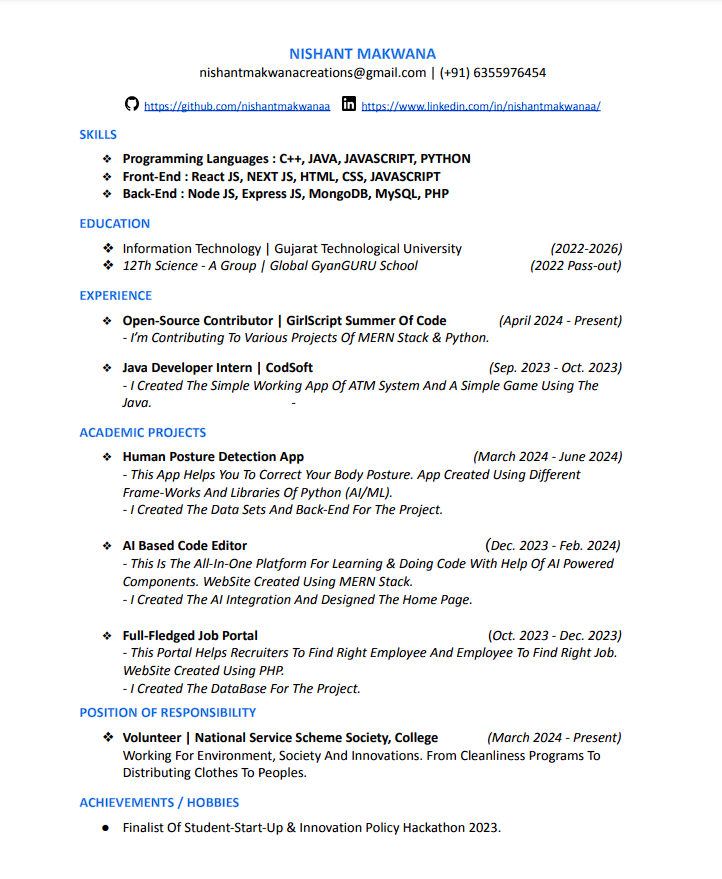 NISHANT MAKWANA
nishantmakwanacreations@gmail.com | (+91) 6355976454
https://github.com/nishantmakwanaa https://www.linkedin.com/in/nishantmakwanaa/
SKILLS
❖ Programming Languages : C++, JAVA, JAVASCRIPT, PYTHON
❖ Front-End : React JS, NEXT JS, HTML, CSS, JAVASCRIPT
❖ Back-End : Node JS, Express JS, MongoDB, MySQL, PHP
EDUCATION
❖ Information Technology | Gujarat Technological University (2022-2026)
❖ 12Th Science - A Group | Global GyanGURU School (2022 Pass-out)
EXPERIENCE
❖ Open-Source Contributor | GirlScript Summer Of Code (April 2024 - Present)
- I'm Contributing To Various Projects Of MERN Stack & Python.
❖ Java Developer Intern | CodSoft (Sep. 2023 - Oct. 2023)
- I Created The Simple Working App Of ATM System And A Simple Game Using The
Java. -
ACADEMIC PROJECTS
❖ Human Posture Detection App (March 2024 - June 2024)
- This App Helps You To Correct Your Body Posture. App Created Using Different
Frame-Works And Libraries Of Python (AI/ML).
- I Created The Data Sets And Back-End For The Project.
❖ AI Based Code Editor (Dec. 2023 - Feb. 2024)
- This Is The All-In-One Platform For Learning & Doing Code With Help Of AI Powered
Components. WebSite Created Using MERN Stack.
- I Created The AI Integration And Designed The Home Page.
❖ Full-Fledged Job Portal (Oct. 2023 - Dec. 2023)
- This Portal Helps Recruiters To Find Right Employee And Employee To Find Right Job.
WebSite Created Using PHP.
- I Created The DataBase For The Project.
POSITION OF RESPONSIBILITY
❖ Volunteer | National Service Scheme Society, College (March 2024 - Present)
Working For Environment, Society And Innovations. From Cleanliness Programs To
Distributing Clothes To Peoples.
ACHIEVEMENTS / HOBBIES
● Finalist Of Student-Start-Up & Innovation Policy Hackathon 2023.